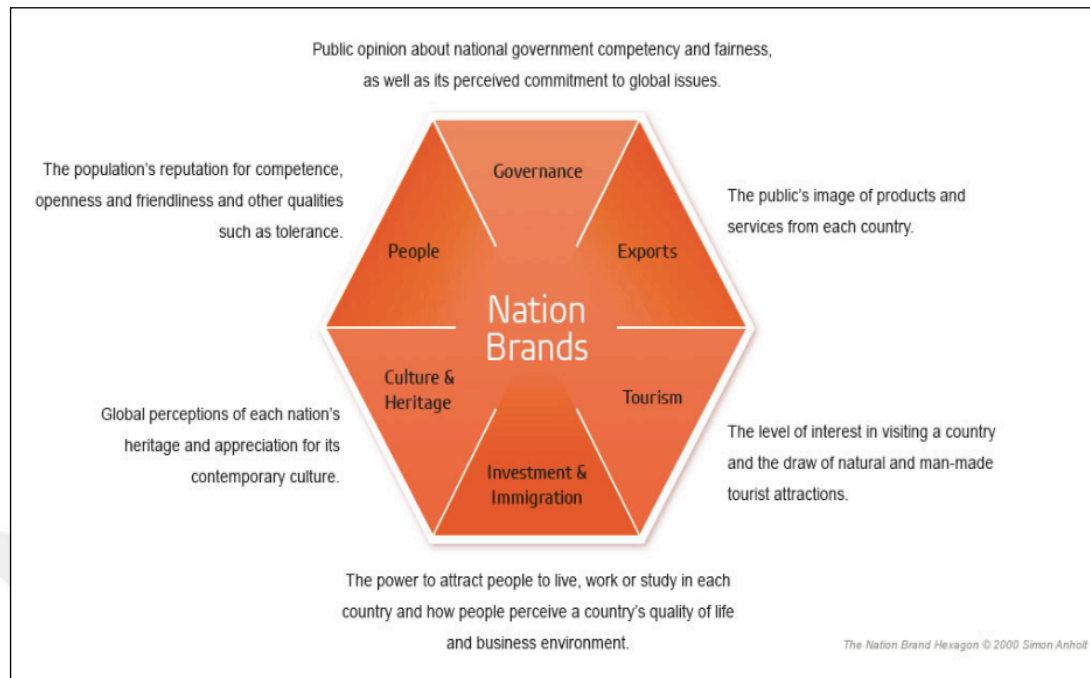 Public opinion about national government competency and fairness,
as well as its perceived commitment to global issues.
Governance
The population's reputation for competence,
openness and friendliness and other qualities
such as tolerance.
People
Exports
The public's image of products and
services from each country.
Nation
Brands
Culture &
Heritage
Global perceptions of each nation's
heritage and appreciation for its
contemporary culture.
Tourism
The level of interest in visiting a country
and the draw of natural and man-made
tourist attractions.
Investment &
Immigration
The power to attract people to live, work or study in each
country and how people perceive a country's quality of life
and business environment.
The Nation Brand Hexagon © 2000 Simon Anholt